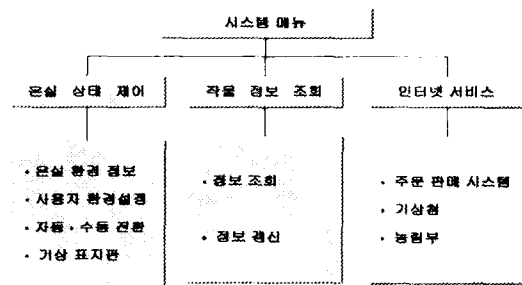 시스템 메뉴
온실 상태 제어
작물 정보 조회
인터넷 서비스
· 온실 환경 정보
· 사용자 환경설정
· 자동 · 수동 전환
· 기상 표지판
· 정보 조회
· 정보 갱신
· 주문 판매 시스템
· 기상청
· 농림부